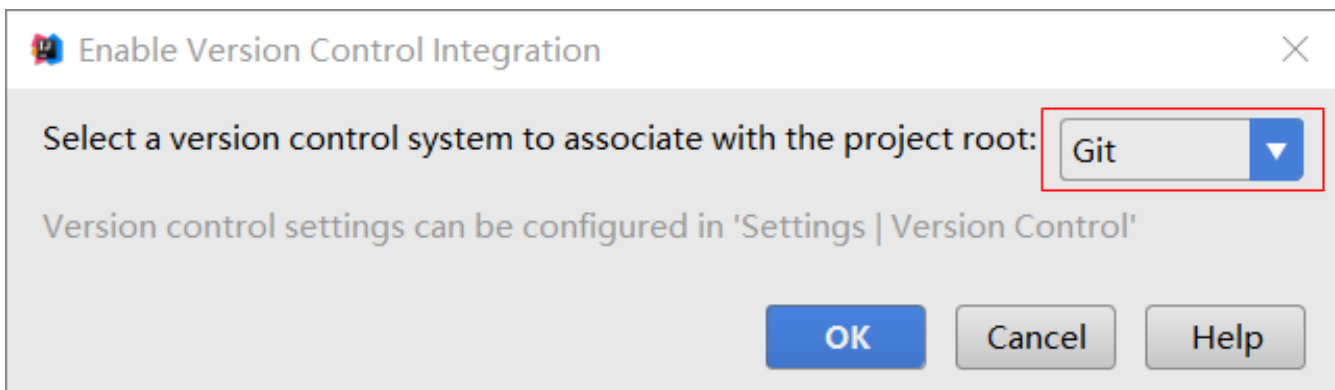 Enable Version Control Integration
Select a version control system to associate with the project root: Git
Version control settings can be configured in 'Settings | Version Control'
OK Cancel Help